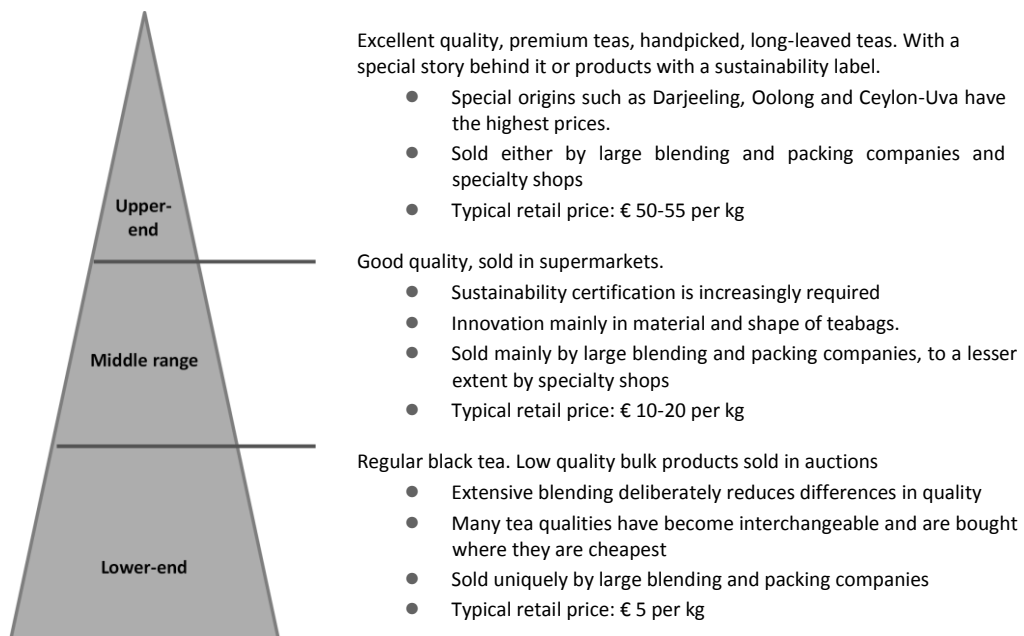 Excellent quality, premium teas, handpicked, long-leaved teas. With a
special story behind it or products with a sustainability label.
● Special origins such as Darjeeling, Oolong and Ceylon-Uva have
the highest prices.
● Sold either by large blending and packing companies and
specialty shops
● Typical retail price: € 50-55 per kg
Upper-
end
Good quality, sold in supermarkets.
● Sustainability certification is increasingly required
● Innovation mainly in material and shape of teabags.
● Sold mainly by large blending and packing companies, to a lesser
extent by specialty shops
● Typical retail price: € 10-20 per kg
Middle range
Regular black tea. Low quality bulk products sold in auctions
● Extensive blending deliberately reduces differences in quality
● Many tea qualities have become interchangeable and are bought
where they are cheapest
● Sold uniquely by large blending and packing companies
● Typical retail price: € 5 per kg
Lower-end